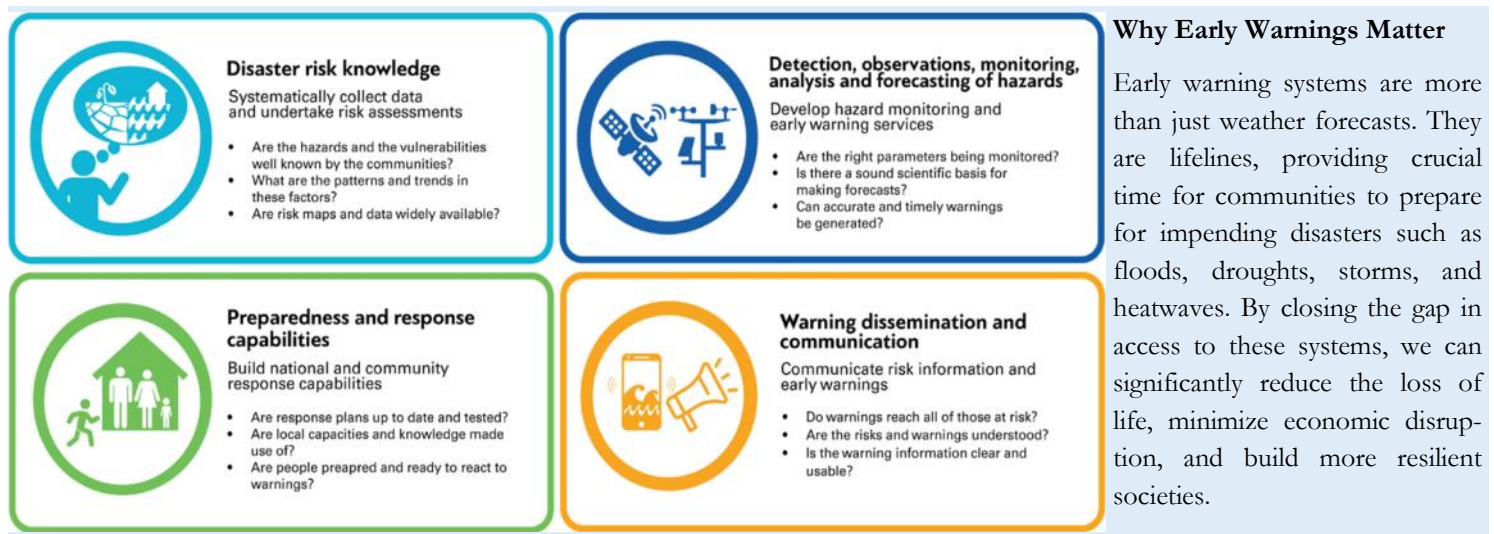 Disaster risk knowledge
Systematically collect data
and undertake risk assessments
• Are the hazards and the vulnerabilities
well known by the communities?
• What are the patterns and trends in
these factors?
• Are risk maps and data widely available?
Detection, observations, monitoring,
analysis and forecasting of hazards
Develop hazard monitoring and
early warning services
• Are the right parameters being monitored?
• Is there a sound scientific basis for
making forecasts?
• Can accurate and timely warnings
be generated?
Preparedness and response
capabilities
Build national and community
response capabilities
• Are response plans up to date and tested?
• Are local capacities and knowledge made
use of?
• Are people preapred and ready to react to
warnings?
Warning dissemination and
communication
Communicate risk information and
early warnings
• Do warnings reach all of those at risk?
• Are the risks and warnings understood?
• Is the warning information clear and
usable?
Why Early Warnings Matter
Early warning systems are more
than just weather forecasts. They
are lifelines, providing crucial
time for communities to prepare
for impending disasters such as
floods, droughts, storms, and
heatwaves. By closing the gap in
access to these systems, we can
significantly reduce the loss of
life, minimize economic disrup-
tion, and build more resilient
societies.